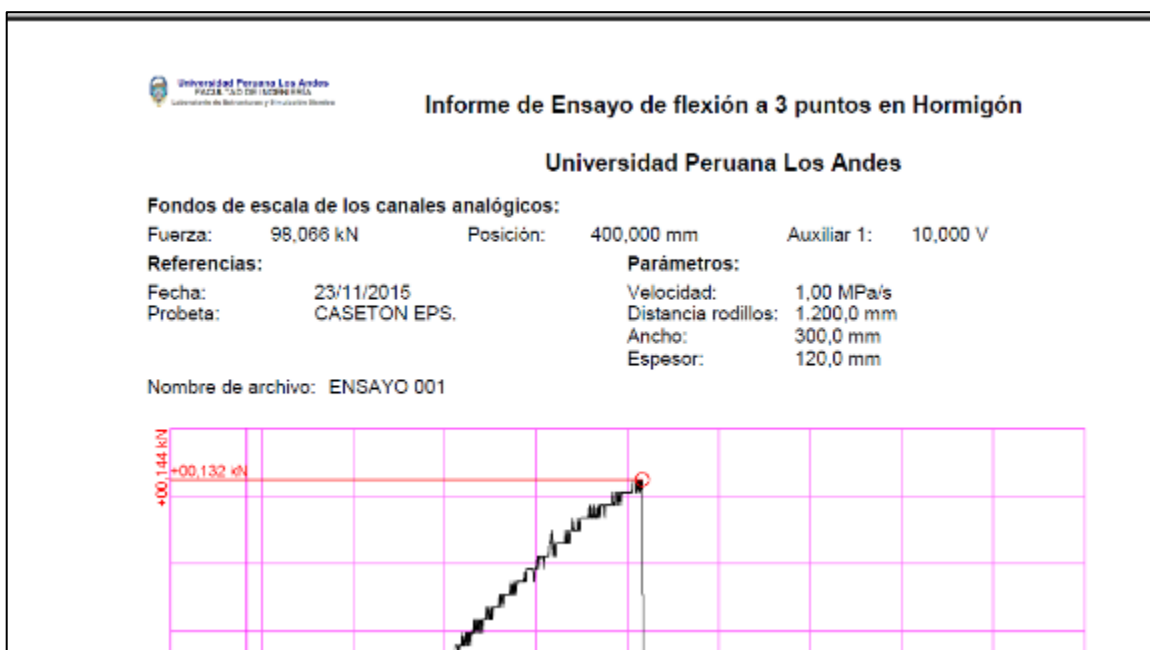 Universidad Peruana Los Andes
FACULTAD DE INGENIERÍA
Informe de Ensayo de flexión a 3 puntos en Hormigón
Universidad Peruana Los Andes
Fondos de escala de los canales analógicos:
Fuerza: 98,066 kN Posición: 400,000 mm Auxiliar 1: 10,000 V
Referencias: Parámetros:
Fecha: 23/11/2015 Velocidad: 1,00 MPa/s
Probeta: CASETON EPS. Distancia rodillos: 1.200,0 mm
Ancho: 300,0 mm
Espesor: 120,0 mm
Nombre de archivo: ENSAYO 001
+00,144 kN
+00,132 kN